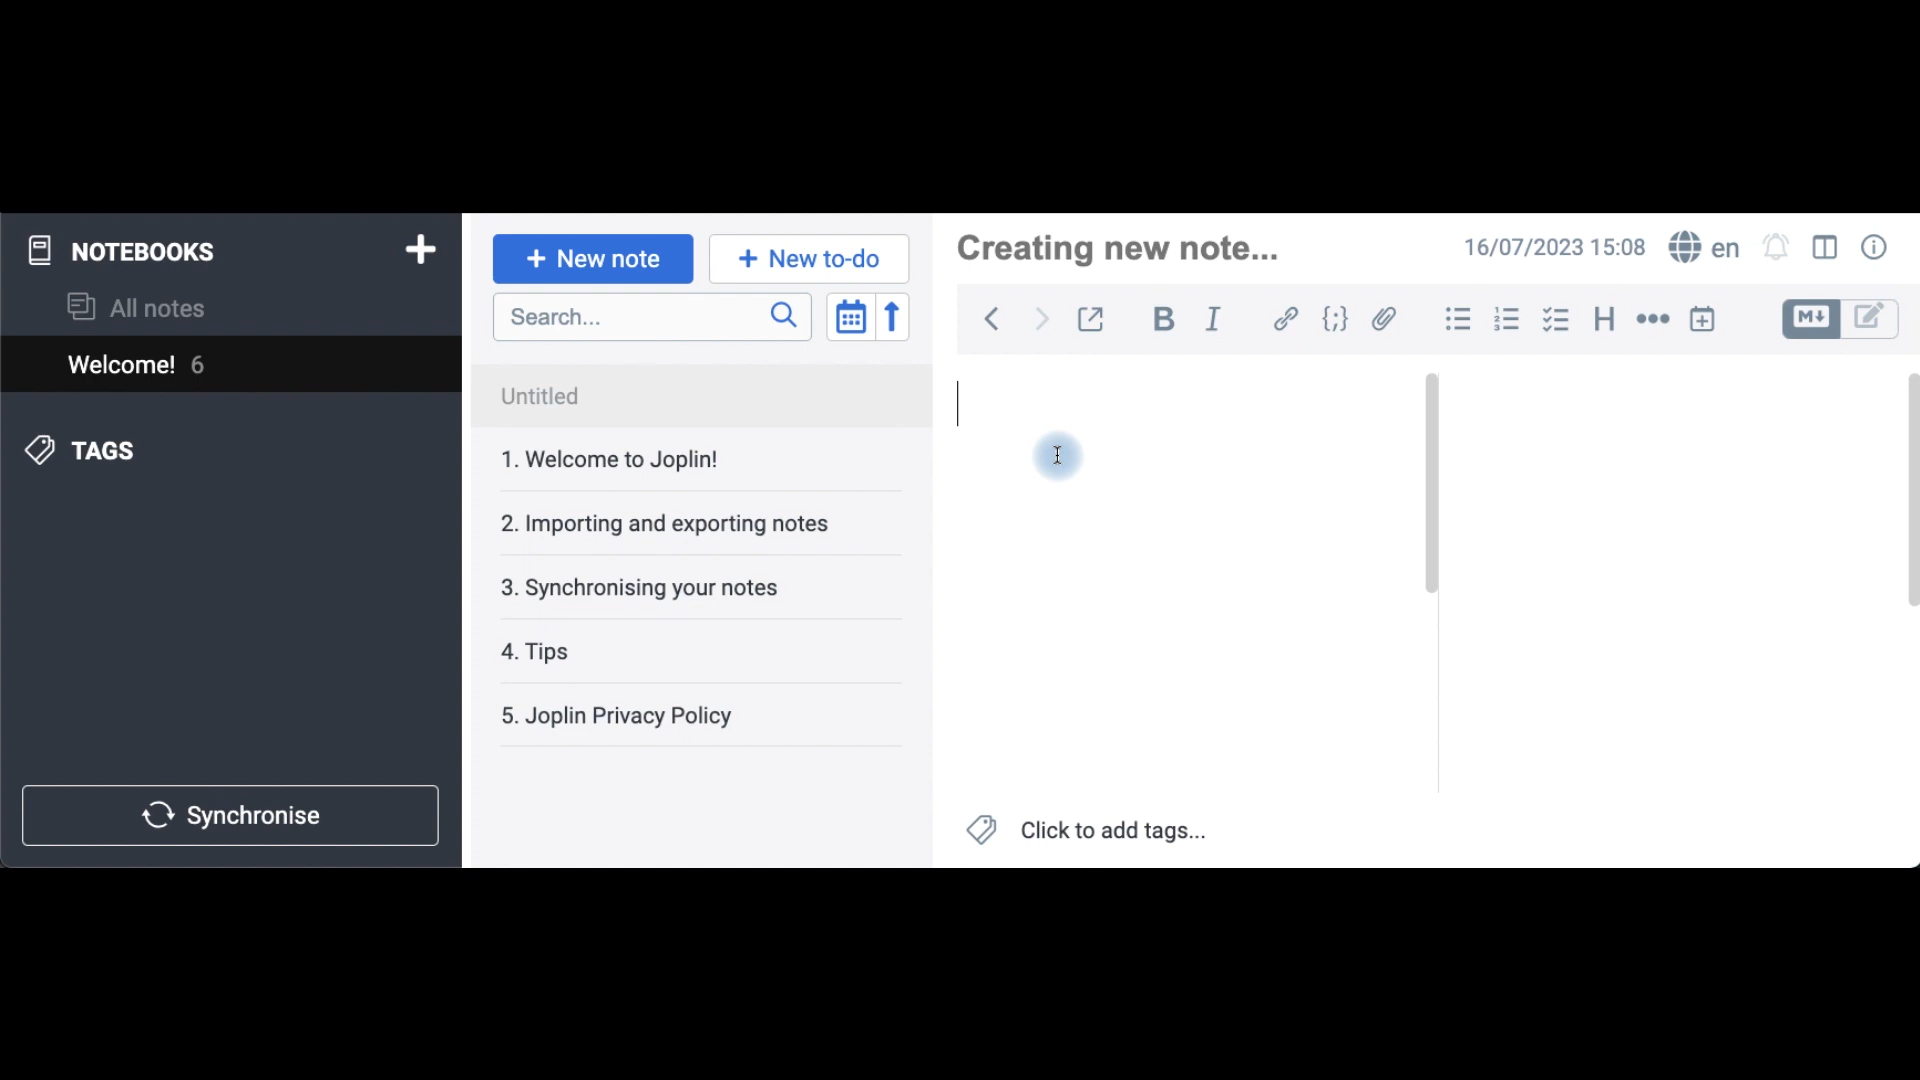 NOTEBOOKS
All notes
Welcome! 6
TAGS
Synchronise
+ New note
+ New to-do
Search...
Untitled
1. Welcome to Joplin!
2. Importing and exporting notes
3. Synchronising your notes
4. Tips
5. Joplin Privacy Policy
Creating new note...
16/07/2023 15:08
en
B I
{;}
H
M↓
Click to add tags...